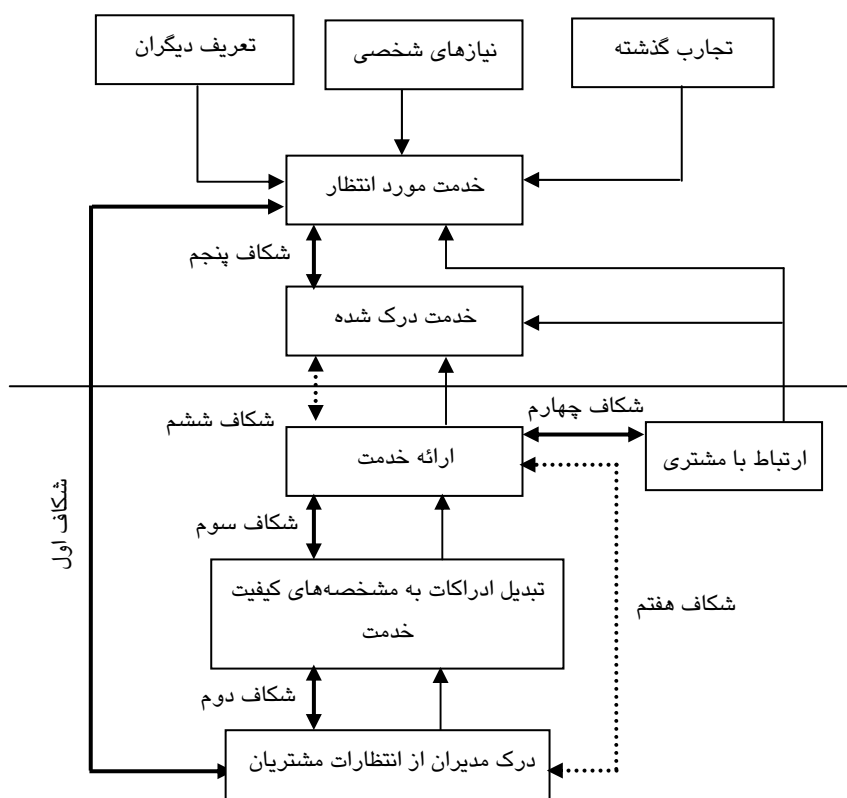 تجارب گذشته
نیازهای شخصی
تعریف دیگران
خدمت مورد انتظار
شکاف پنجم
خدمت درک شده
شکاف چهارم
شکاف ششم
ارتباط با مشتری
ارائه خدمت
شکاف اول
شکاف سوم
تبدیل ادراکات به مشخصه‌های کیفیت
خدمت
شکاف هفتم
شکاف دوم
درک مدیران از انتظارات مشتریان